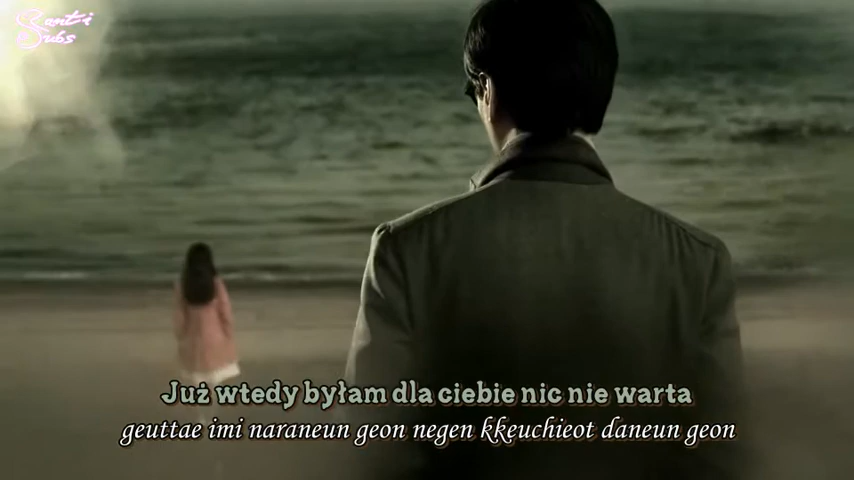 Santi
Subs
Już wtedy byłam dla ciebie nic nie warta
geuttae imi naraneun geon negen kkeuchieot daneun geon